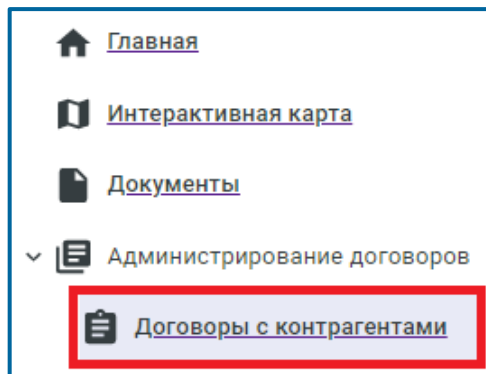 Главная
Интерактивная карта
Документы
Администрирование договоров
Договоры с контрагентами